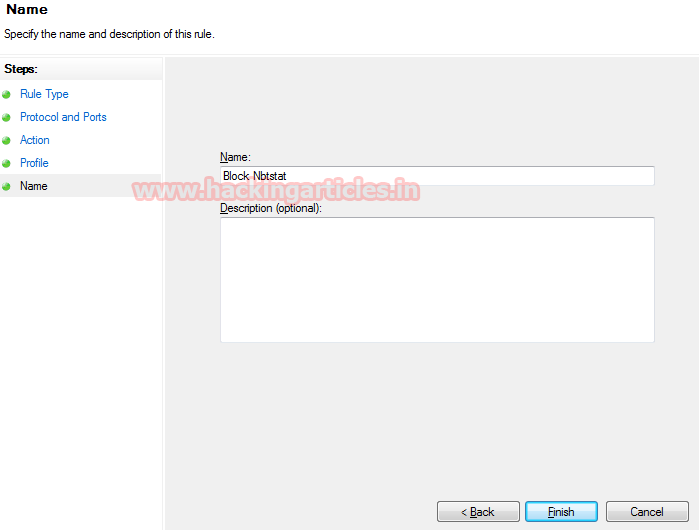 Name
Specify the name and description of this rule.
Steps:
Rule Type
Protocol and Ports
Action
Profile
Name
Name:
Block Nbtstat
www.hackingarticles.in
Description (optional):
< Back
Finish
Cancel